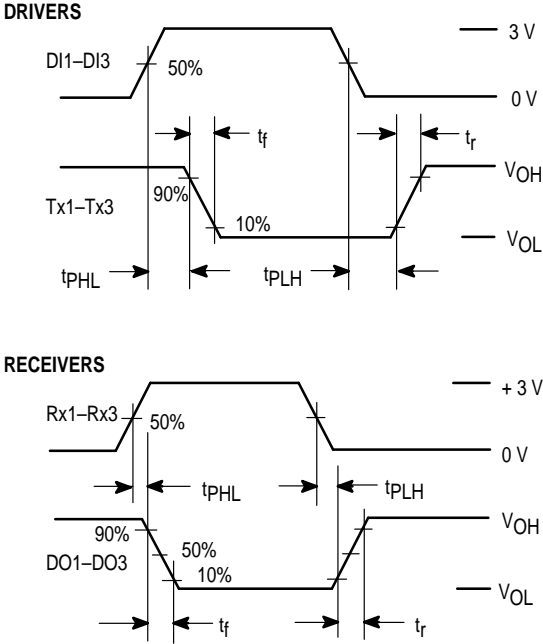 DRIVERS
3 V
DI1–DI3
50%
0 V
tf
tr
VOH
90%
Tx1–Tx3
10%
VOL
tPHL
tPLH
RECEIVERS
+ 3 V
Rx1–Rx3
50%
0 V
tPHL
tPLH
VOH
90%
50%
DO1–DO3
10%
VOL
tf
tr